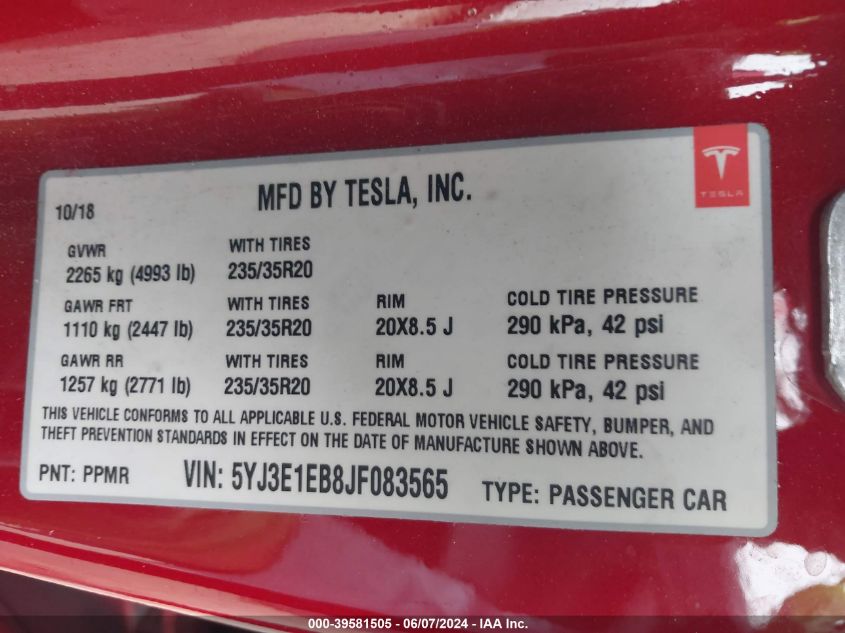 TESLA
10/18
MFD BY TESLA, INC.
GVWR WITH TIRES
2265 kg (4993 lb) 235/35R20
GAWR FRT WITH TIRES RIM COLD TIRE PRESSURE
1110 kg (2447 lb) 235/35R20 20X8.5 J 290 kPa, 42 psi
GAWR RR WITH TIRES RIM COLD TIRE PRESSURE
1257 kg (2771 lb) 235/35R20 20X8.5 J 290 kPa, 42 psi
THIS VEHICLE CONFORMS TO ALL APPLICABLE U.S. FEDERAL MOTOR VEHICLE SAFETY, BUMPER, AND
THEFT PREVENTION STANDARDS IN EFFECT ON THE DATE OF MANUFACTURE SHOWN ABOVE.
PNT: PPMR VIN: 5YJ3E1EB8JF083565 TYPE: PASSENGER CAR
000-39581505 - 06/07/2024 - IAA Inc.